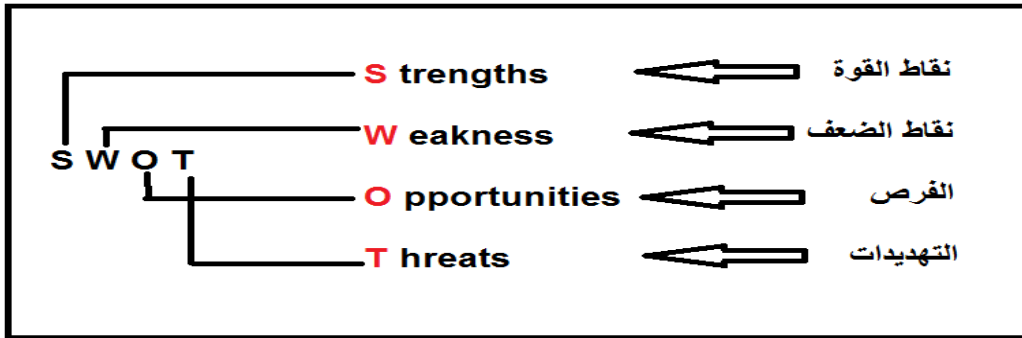 S trengths نقاط القوة
W eakness نقاط الضعف
S W O T
O pportunities الفرص
T hreats التهديدات